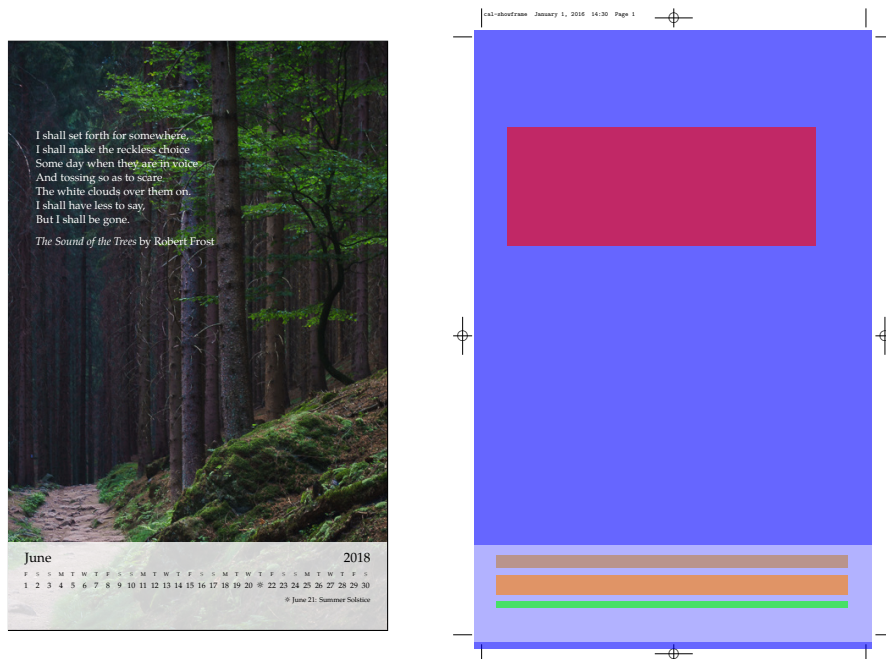 cal-showframe January 1, 2016 14:30 Page 1
I shall set forth for somewhere,
I shall make the reckless choice
Some day when they are in voice
And tossing so as to scare
The white clouds over them on.
I shall have less to say,
But I shall be gone.
The Sound of the Trees by Robert Frost
June 2018
F S S M T W T F S S M T W T F S S M T W T F S S M T W T F S
1 2 3 4 5 6 7 8 9 10 11 12 13 14 15 16 17 18 19 20 ☼ 22 23 24 25 26 27 28 29 30
☼ June 21: Summer Solstice